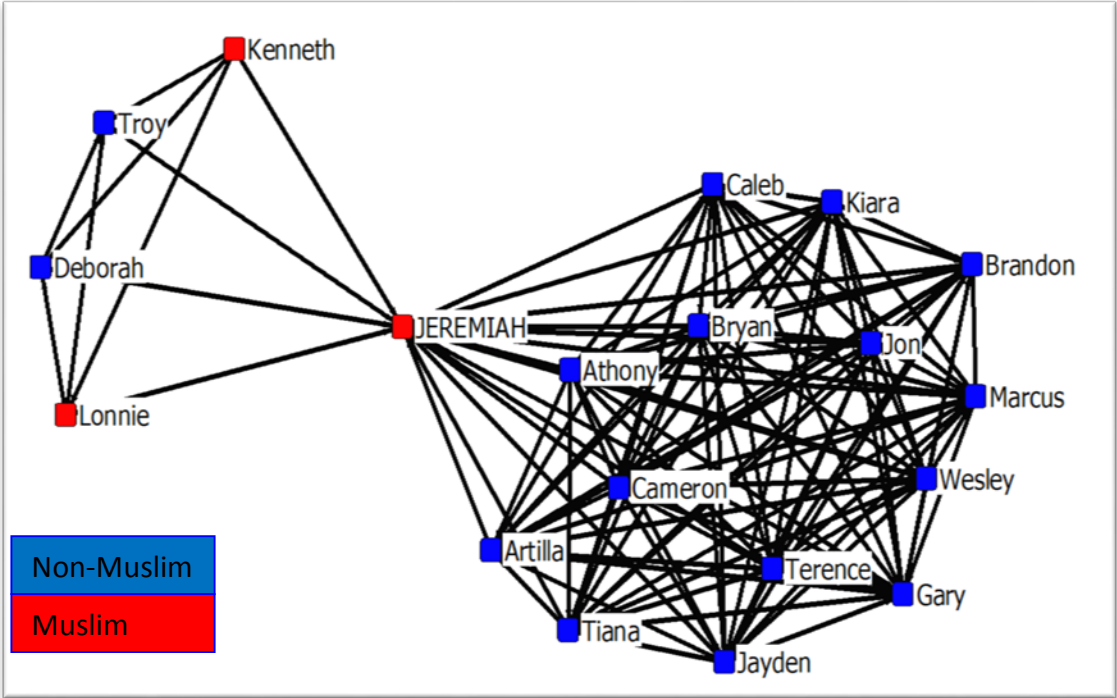 Kenneth
Troy
Caleb
Kiara
Deborah
Brandon
JEREMIAH
Bryan
Jon
Athony
Marcus
Lonnie
Wesley
Cameron
Artilla
Non-Muslim
Terence
Gary
Muslim
Tiana
Jayden